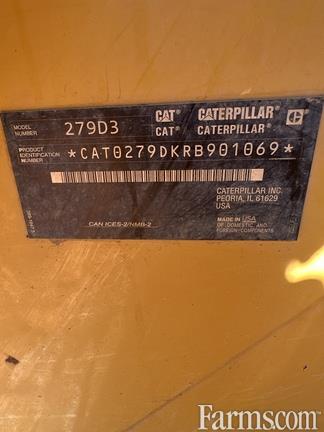 MODEL NUMBER 279D3 CAT CATERPILLAR
CAT CATERPILLAR
PRODUCT IDENTIFICATION NUMBER *CAT0279DKRB901069*
CATERPILLAR INC.
PEORIA, IL 61629
USA
CAN ICES-2/NMB-2
MADE IN USA
OF DOMESTIC AND
FOREIGN COMPONENTS
Farms.com